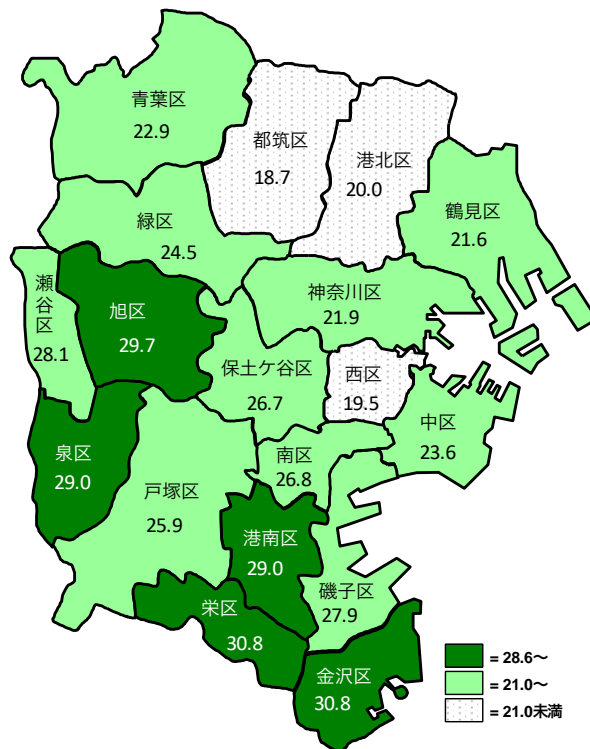 青葉区
22.9
都筑区
18.7
港北区
20.0
鶴見区
21.6
緑区
24.5
神奈川区
21.9
瀬谷区
28.1
旭区
29.7
保土ケ谷区
26.7
西区
19.5
中区
23.6
泉区
29.0
戸塚区
25.9
南区
26.8
港南区
29.0
磯子区
27.9
栄区
30.8
金沢区
30.8
= 28.6～
= 21.0～
= 21.0未満